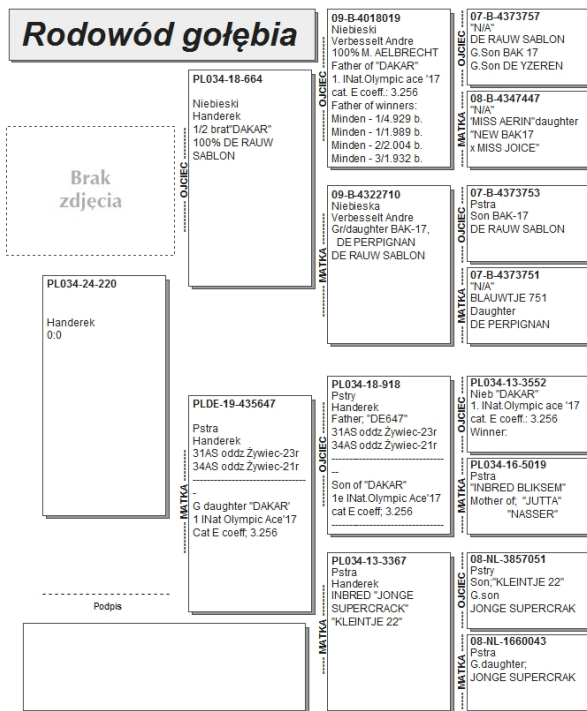 Rodowód gołębia
Brak
zdjęcia
PL034-24-220
Handerek
0:0
Podpis
OJCIEC
PL034-18-664
Niebieski
Handerek
1/2 brat"DAKAR"
100% DE RAUW
SABLON
MATKA
PLDE-19-435647
Pstra
Handerek
31AS oddz Żywiec-23r
34AS oddz Żywiec-21r
-----------------------------------
-
G daughter "DAKAR'
1 INat Olympic Ace'17
Cat E coeff; 3.256
OJCIEC
09-B-4018019
Niebieski
Verbesselt Andre
100% M. AELBRECHT
Father of "DAKAR"
1. INat.Olympic ace '17
cat. E coeff.: 3.256
Father of winners:
Minden - 1/4.929 b.
Minden - 1/1.989 b.
Minden - 2/2.004 b.
Minden - 3/1.932 b.
MATKA
09-B-4322710
Niebieska
Verbesselt Andre
Gr/daughter BAK-17,
DE PERPIGNAN
DE RAUW SABLON
OJCIEC
PL034-18-918
Pstry
Handerek
Father; "DE647"
31AS oddz Żywiec-23r
34AS oddz Żywiec-21r
----------------------------------
--
Son of "DAKAR"
1e INat.Olympic Ace'17
cat E coeff; 3.256
----------------------------------
MATKA
PL034-13-3367
Pstra
Handerek
INBRED "JONGE
SUPERCRACK"
"KLEINTJE 22"
OJCIEC
07-B-4373757
"N/A"
DE RAUW SABLON
G.Son BAK 17
G.Son DE YZEREN
MATKA
08-B-4347447
"N/A"
'MISS AERIN"daughter
"NEW BAK17
x MISS JOICE"
OJCIEC
07-B-4373753
Pstra
Son BAK-17
DE RAUW SABLON
MATKA
07-B-4373751
"N/A"
BLAUWTJE 751
Daughter
DE PERPIGNAN
OJCIEC
PL034-13-3552
Nieb "DAKAR"
1. INat.Olympic ace '17
cat. E coeff.: 3.256
Winner:
MATKA
PL034-16-5019
Pstra
"INBRED BLIKSEM"
Mother of; "JUTTA"
"NASSER"
OJCIEC
08-NL-3857051
Pstry
Son;"KLEINTJE 22"
G.son
JONGE SUPERCRAK
MATKA
08-NL-1660043
Pstra
G.daughter;
JONGE SUPERCRAK